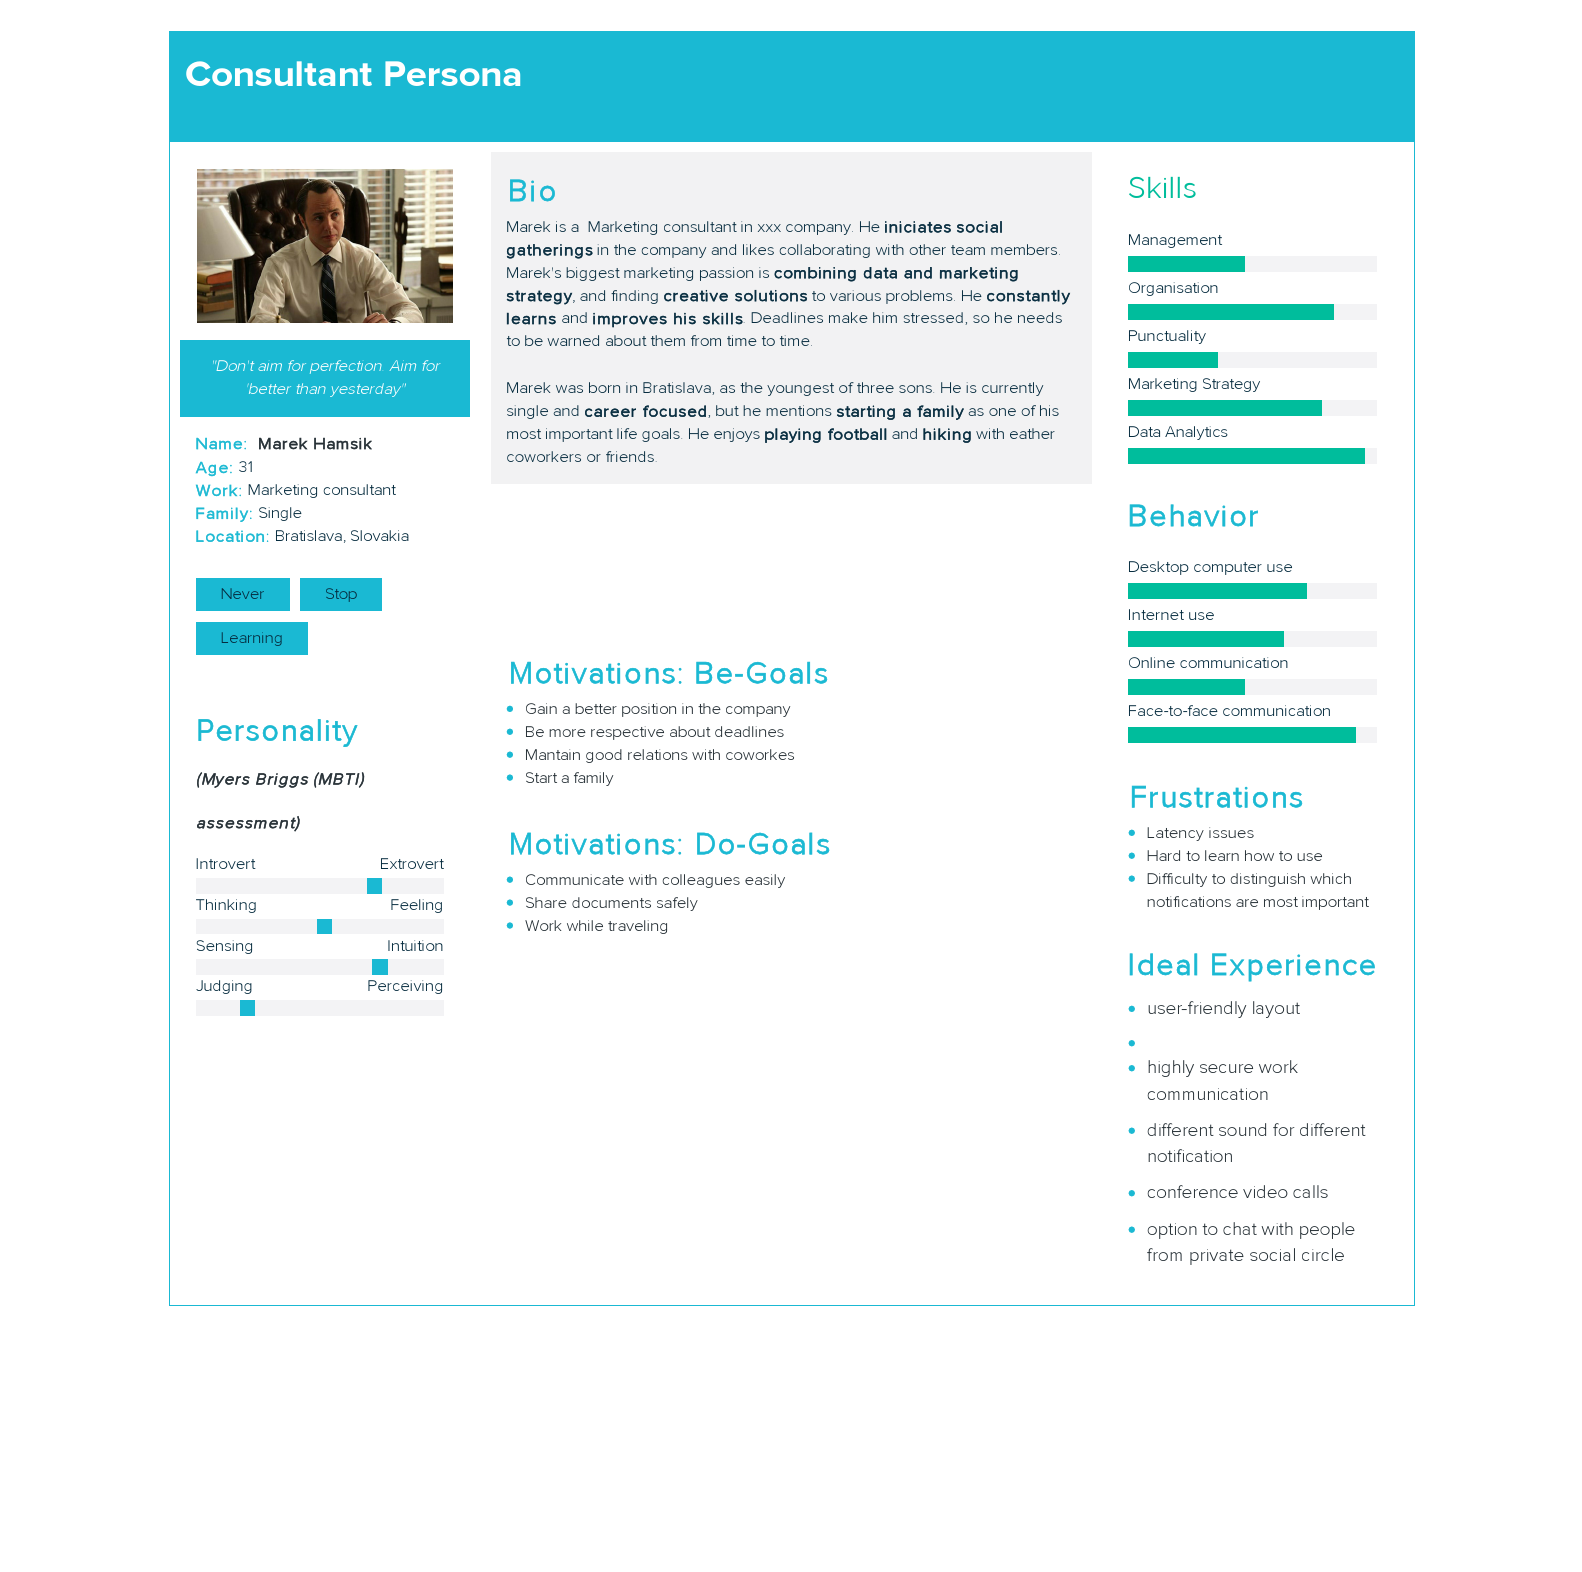 Consultant Persona
"Don't aim for perfection. Aim for
'better than yesterday"
Name: Marek Hamsik
Age: 31
Work: Marketing consultant
Family: Single
Location: Bratislava, Slovakia
Never Stop
Learning
Personality
(Myers Briggs (MBTI)
assessment)
Introvert Extrovert
Thinking Feeling
Sensing Intuition
Judging Perceiving
Bio
Marek is a  Marketing consultant in xxx company. He iniciates social
gatherings in the company and likes collaborating with other team members.
Marek's biggest marketing passion is combining data and marketing
strategy, and finding creative solutions to various problems. He constantly
learns and improves his skills. Deadlines make him stressed, so he needs
to be warned about them from time to time.
Marek was born in Bratislava, as the youngest of three sons. He is currently
single and career focused, but he mentions starting a family as one of his
most important life goals. He enjoys playing football and hiking with eather
coworkers or friends.
Motivations: Be-Goals
Gain a better position in the company
Be more respective about deadlines
Mantain good relations with coworkes
Start a family
Motivations: Do-Goals
Communicate with colleagues easily
Share documents safely
Work while traveling
Skills
Management
Organisation
Punctuality
Marketing Strategy
Data Analytics
Behavior
Desktop computer use
Internet use
Online communication
Face-to-face communication
Frustrations
Latency issues
Hard to learn how to use
Difficulty to distinguish which
notifications are most important
Ideal Experience
user-friendly layout
highly secure work
communication
different sound for different
notification
conference video calls
option to chat with people
from private social circle